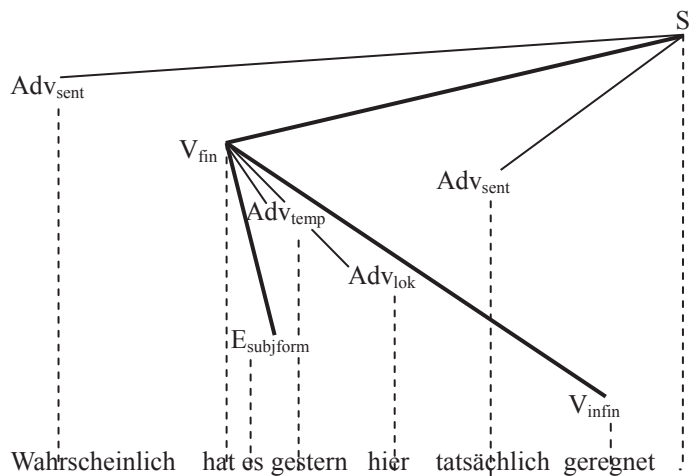 S
Adv_sent
V_fin
Adv_sent
Adv_temp
Adv_lok
E_subjform
V_infin
Wahrscheinlich hat es gestern hier tatsächlich geregnet .